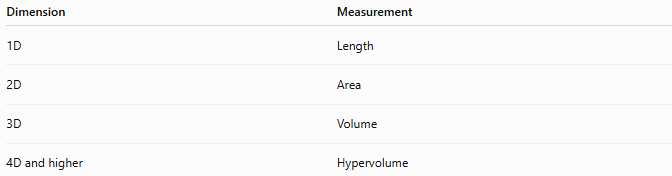 Dimension Measurement
1D Length
2D Area
3D Volume
4D and higher Hypervolume